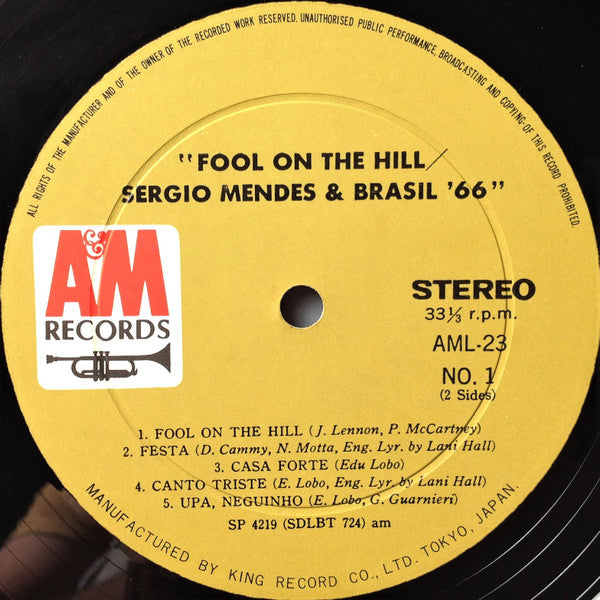 ALL RIGHTS OF THE MANUFACTURER AND OF THE OWNER OF THE RECORDED WORK RESERVED. UNAUTHORISED PUBLIC PERFORMANCE, BROADCASTING AND COPYING OF THIS RECORD PROHIBITED.
"FOOL ON THE HILL/
SERGIO MENDES & BRASIL '66"
A&M
RECORDS
STEREO
33⅓ r.p.m.
AML-23
NO. 1
(2 Sides)
1. FOOL ON THE HILL (J. Lennon, P. McCartney)
2. FESTA (D. Cammy, N. Motta, Eng. Lyr. by Lani Hall)
3. CASA FORTE (Edu Lobo)
4. CANTO TRISTE (E. Lobo, Eng. Lyr. by Lani Hall)
5. UPA, NEGUINHO (E. Lobo, G. Guarnieri)
SP 4219 (SDLBT 724) am
MANUFACTURED BY KING RECORD CO., LTD. TOKYO, JAPAN.